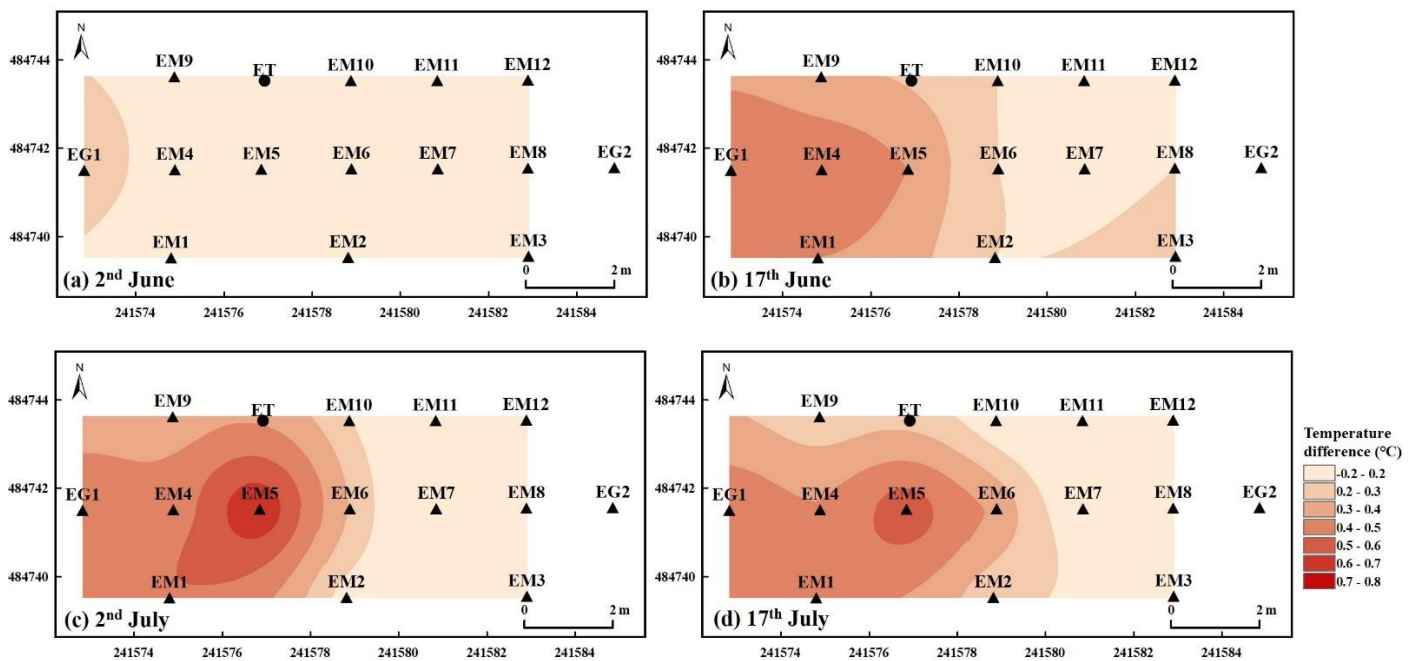 N
N
484744
484742
484740
EM9
ET
EM10
EM11
EM12
EG1
EM4
EM5
EM6
EM7
EM8
EG2
EM1
EM2
EM3
(a) 2nd June
0
2 m
241574
241576
241578
241580
241582
241584
484744
484742
484740
EM9
ET
EM10
EM11
EM12
EG1
EM4
EM5
EM6
EM7
EM8
EG2
EM1
EM2
EM3
(b) 17th June
0
2 m
241574
241576
241578
241580
241582
241584
N
N
484744
484742
484740
EM9
ET
EM10
EM11
EM12
EG1
EM4
EM5
EM6
EM7
EM8
EG2
EM1
EM2
EM3
(c) 2nd July
0
2 m
241574
241576
241578
241580
241582
241584
484744
484742
484740
EM9
ET
EM10
EM11
EM12
EG1
EM4
EM5
EM6
EM7
EM8
EG2
EM1
EM2
EM3
(d) 17th July
0
2 m
241574
241576
241578
241580
241582
241584
Temperature
difference (°C)
-0.2 - 0.2
0.2 - 0.3
0.3 - 0.4
0.4 - 0.5
0.5 - 0.6
0.6 - 0.7
0.7 - 0.8